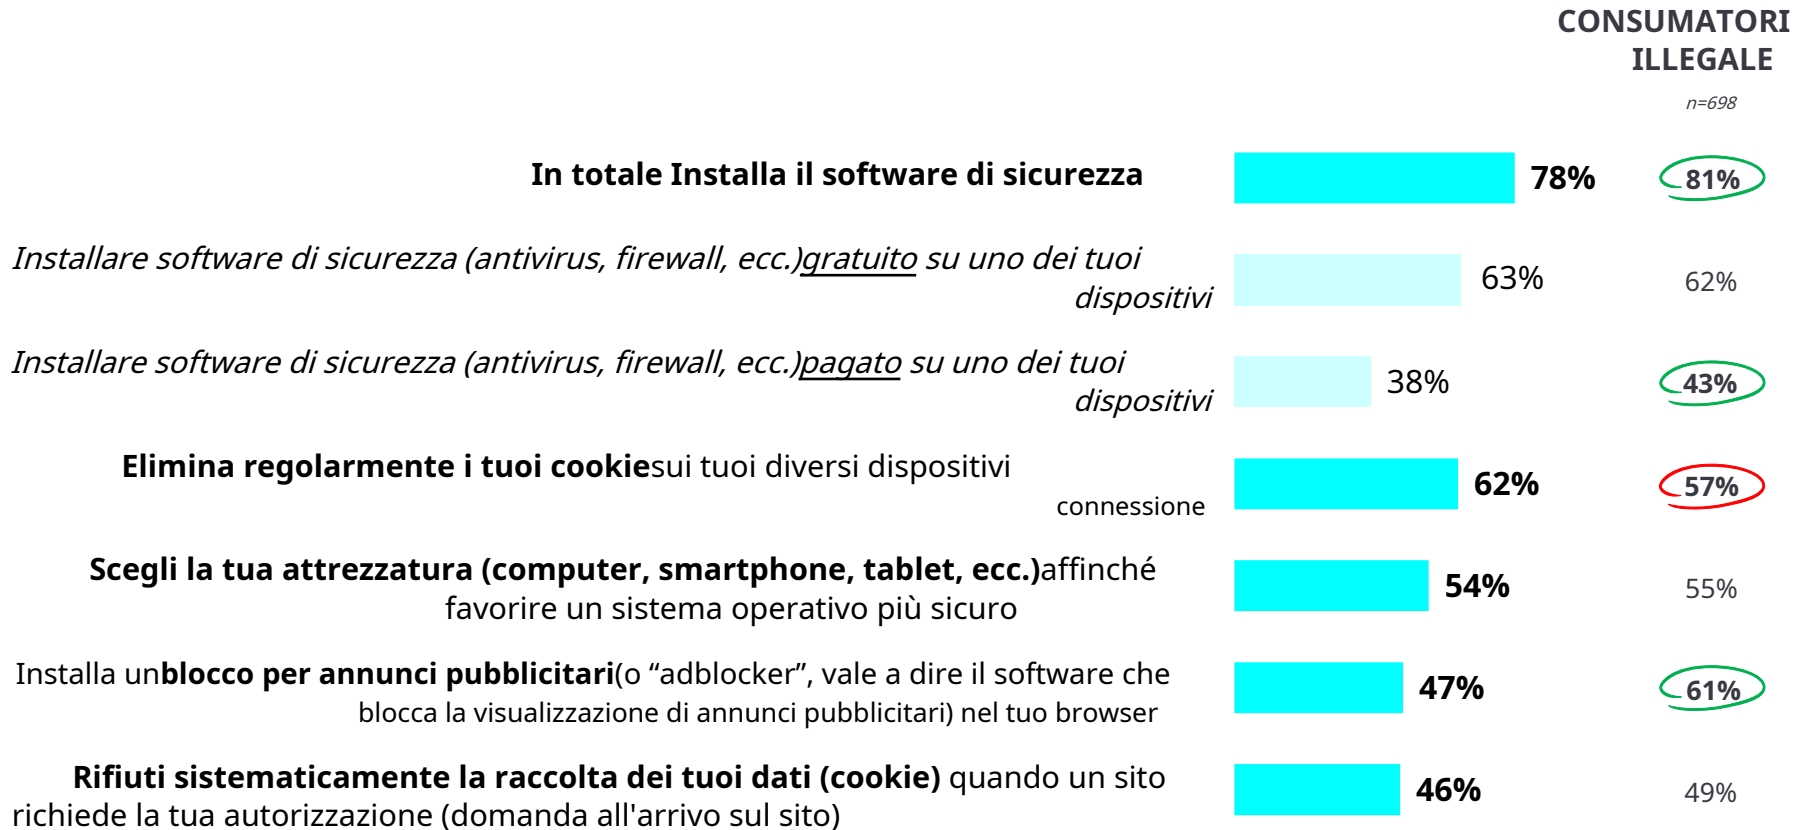 CONSUMATORI
ILLEGALE
n=698
In totale Installa il software di sicurezza 78% 81%
Installare software di sicurezza (antivirus, firewall, ecc.)gratuito su uno dei tuoi
dispositivi 63% 62%
Installare software di sicurezza (antivirus, firewall, ecc.)pagato su uno dei tuoi
dispositivi 38% 43%
Elimina regolarmente i tuoi cookiesui tuoi diversi dispositivi
connessione 62% 57%
Scegli la tua attrezzatura (computer, smartphone, tablet, ecc.)affinché
favorire un sistema operativo più sicuro 54% 55%
Installa unblocco per annunci pubblicitari(o “adblocker”, vale a dire il software che
blocca la visualizzazione di annunci pubblicitari) nel tuo browser 47% 61%
Rifiuti sistematicamente la raccolta dei tuoi dati (cookie) quando un sito
richiede la tua autorizzazione (domanda all'arrivo sul sito) 46% 49%